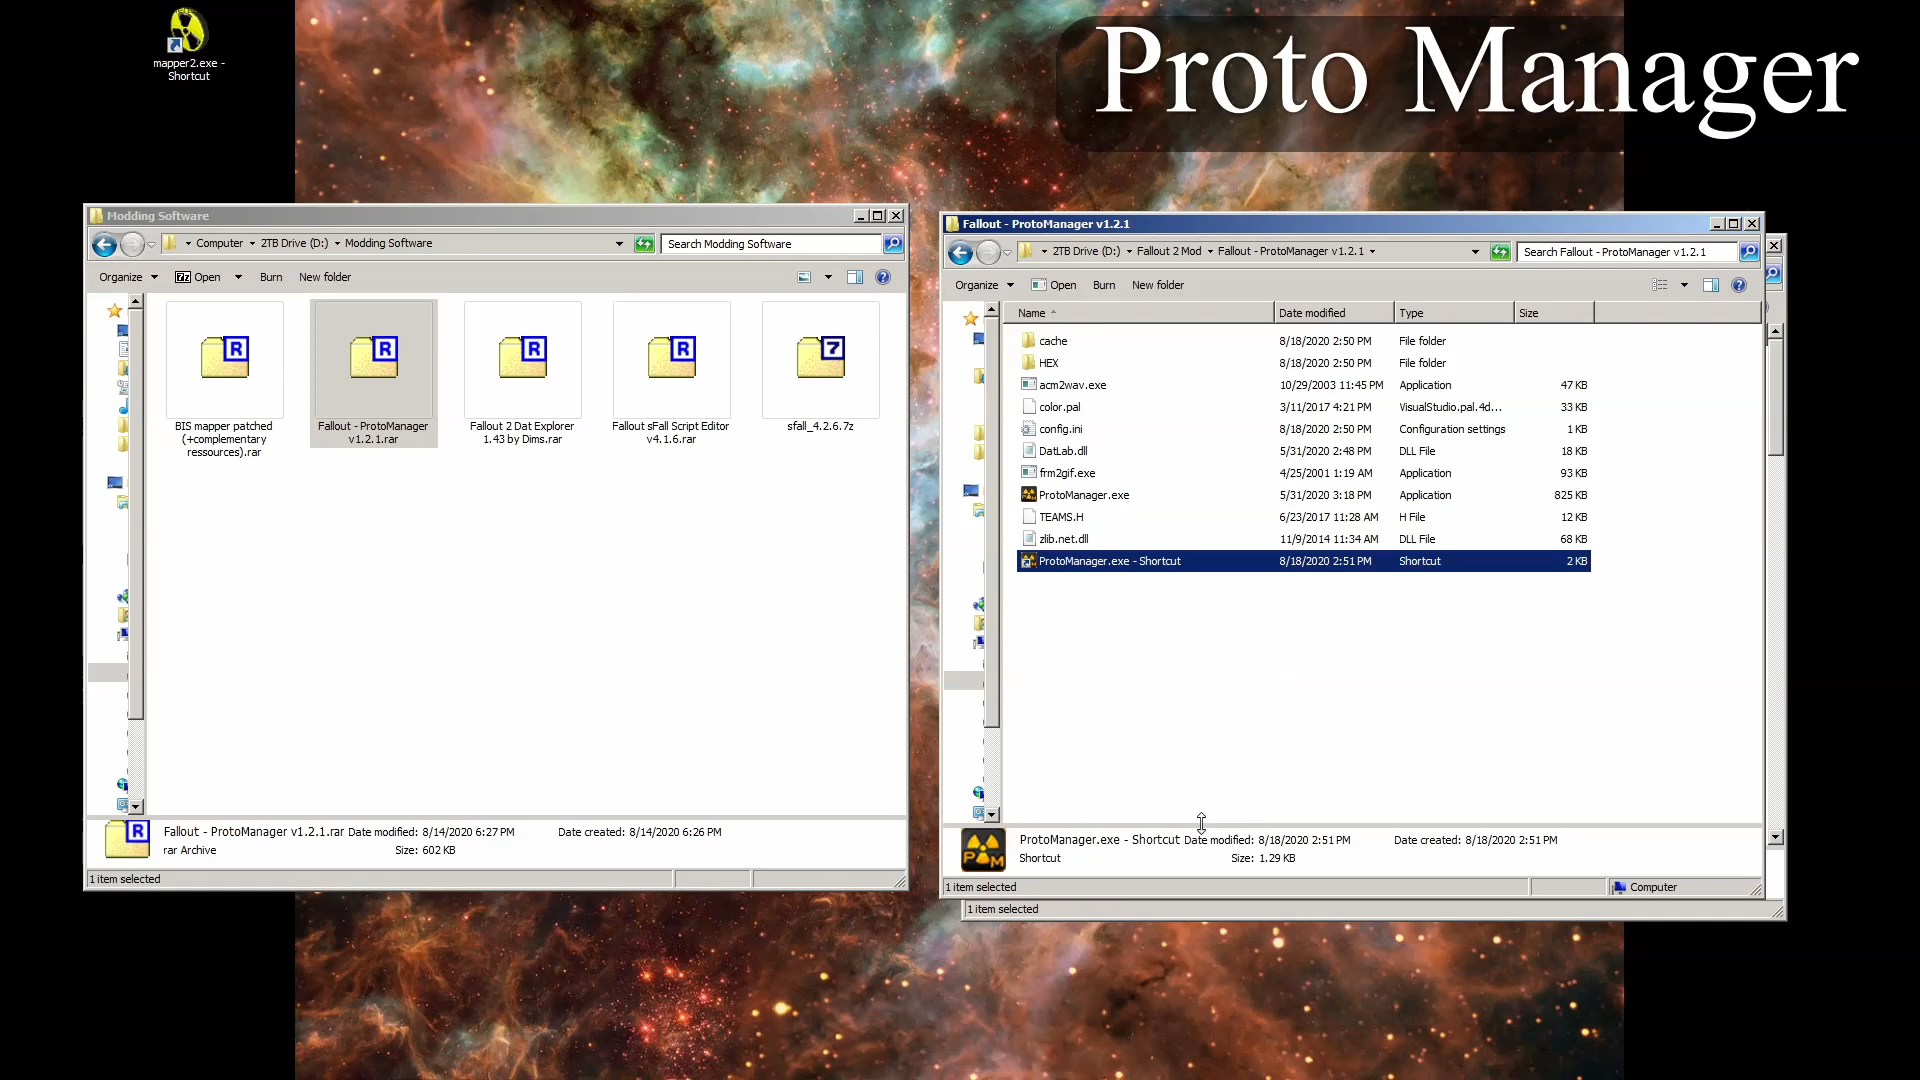 mapper2.exe -
Shortcut
Proto Manager
Modding Software
Computer 2TB Drive (D:) Modding Software
Search Modding Software
Organize Open Burn New folder
BIS mapper patched
(+complementary
ressources).rar
Fallout - ProtoManager
v1.2.1.rar
Fallout 2 Dat Explorer
1.43 by Dims.rar
Fallout sFall Script Editor
v4.1.6.rar
sfall_4.2.6.7z
Fallout - ProtoManager v1.2.1.rar Date modified: 8/14/2020 6:27 PM Date created: 8/14/2020 6:26 PM
rar Archive Size: 602 KB
1 item selected
Fallout - ProtoManager v1.2.1
2TB Drive (D:) Fallout 2 Mod Fallout - ProtoManager v1.2.1
Search Fallout - ProtoManager v1.2.1
Organize Open Burn New folder
Name Date modified Type Size
cache 8/18/2020 2:50 PM File folder
HEX 8/18/2020 2:50 PM File folder
acm2wav.exe 10/29/2003 11:45 PM Application 47 KB
color.pal 3/11/2017 4:21 PM VisualStudio.pal.4d... 33 KB
config.ini 8/18/2020 2:50 PM Configuration settings 1 KB
DatLab.dll 5/31/2020 2:48 PM DLL File 18 KB
frm2gif.exe 4/25/2001 1:19 AM Application 93 KB
ProtoManager.exe 5/31/2020 3:18 PM Application 825 KB
TEAMS.H 6/23/2017 11:28 AM H File 12 KB
zlib.net.dll 11/9/2014 11:34 AM DLL File 68 KB
ProtoManager.exe - Shortcut 8/18/2020 2:51 PM Shortcut 2 KB
ProtoManager.exe - Shortcut Date modified: 8/18/2020 2:51 PM Date created: 8/18/2020 2:51 PM
Shortcut Size: 1.29 KB
1 item selected Computer
1 item selected